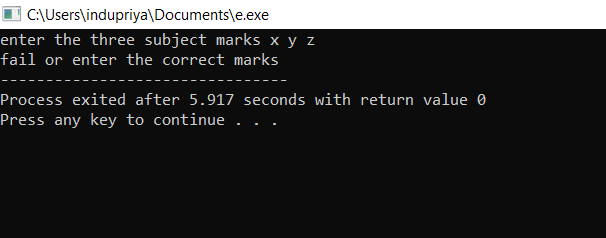 C:\Users\indupriya\Documents\e.exe
enter the three subject marks x y z
fail or enter the correct marks
--------------------------------
Process exited after 5.917 seconds with return value 0
Press any key to continue . . .